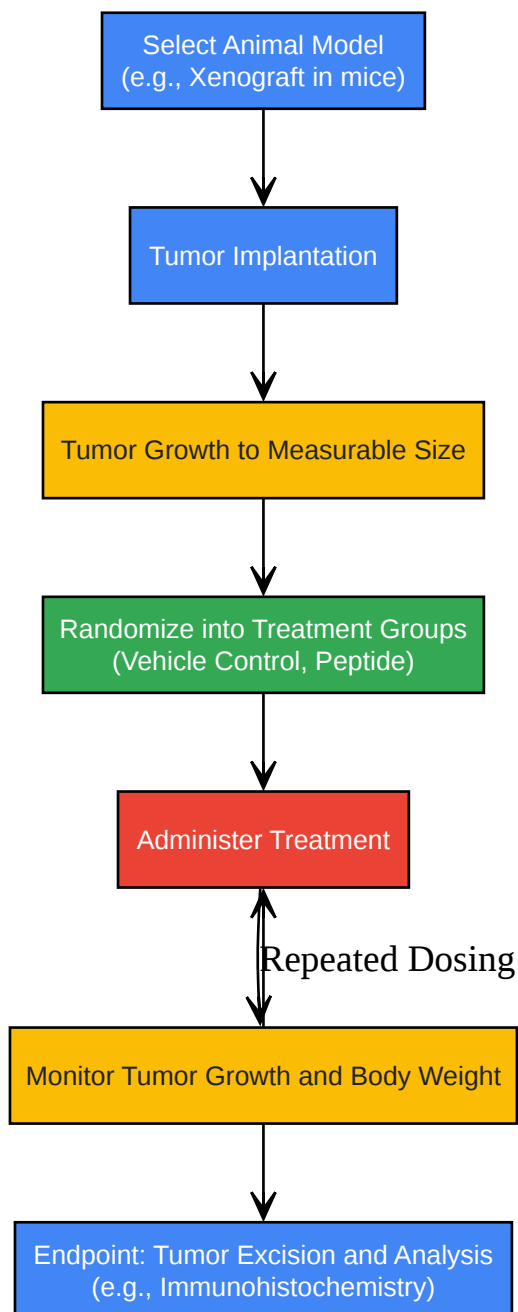 Select Animal Model
(e.g., Xenograft in mice)
Tumor Implantation
Tumor Growth to Measurable Size
Randomize into Treatment Groups
(Vehicle Control, Peptide)
Administer Treatment
Repeated Dosing
Monitor Tumor Growth and Body Weight
Endpoint: Tumor Excision and Analysis
(e.g., Immunohistochemistry)